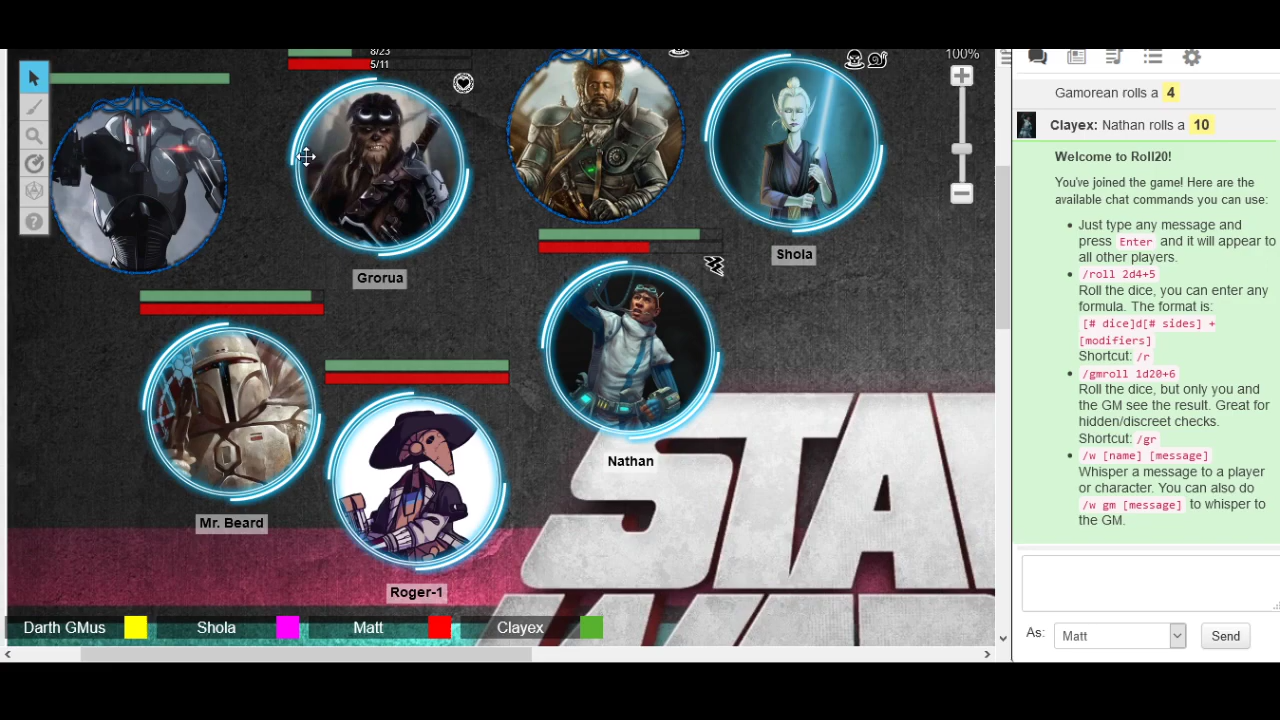 8/23
5/11
100%
Grorua
Shola
Mr. Beard
Nathan
Roger-1
STA
Darth GMus
Shola
Matt
Clayex
Gamorean rolls a 4
Clayex: Nathan rolls a 10
Welcome to Roll20!
You've joined the game! Here are the
available chat commands you can use:
Just type any message and
press Enter and it will appear to
all other players.
/roll 2d4+5
Roll the dice, you can enter any
formula. The format is:
[# dice]d[# sides] +
[modifiers]
Shortcut: /r
/gmroll 1d20+6
Roll the dice, but only you and
the GM see the result. Great for
hidden/discreet checks.
Shortcut: /gr
/w [name] [message]
Whisper a message to a player
or character. You can also do
/w gm [message] to whisper to
the GM.
As: Matt Send